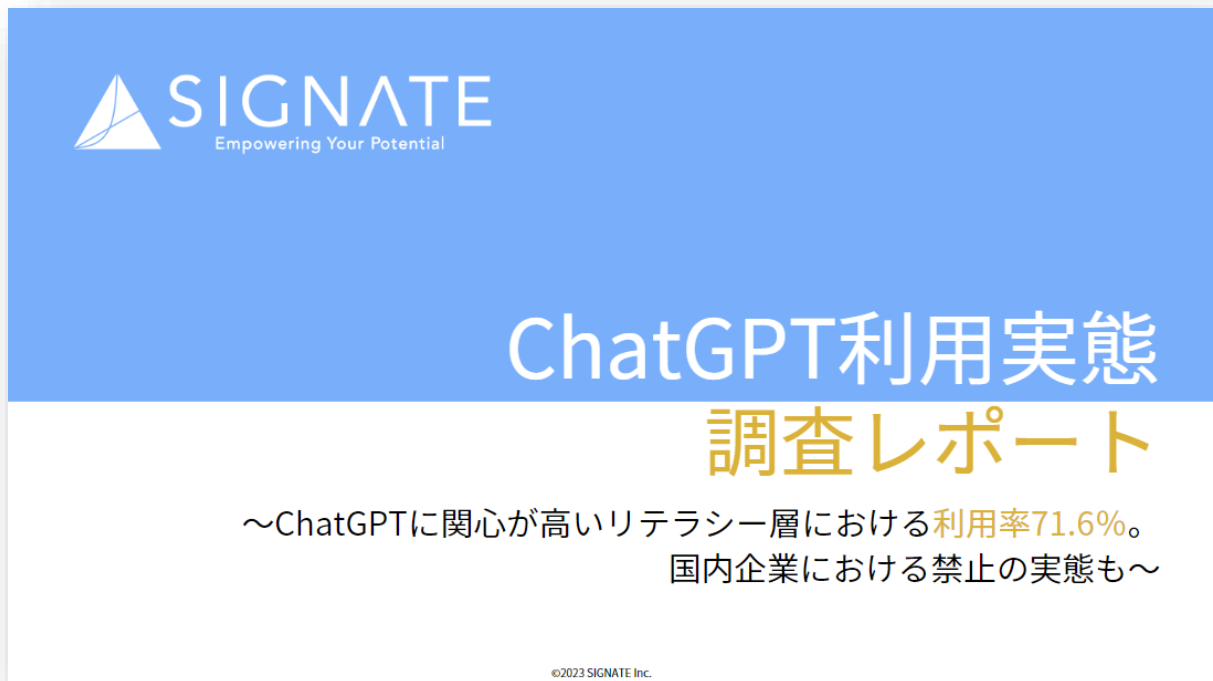 SIGNATE
Empowering Your Potential
ChatGPT利用実態
調査レポート
～ChatGPTに関心が高いリテラシー層における利用率71.6%。
国内企業における禁止の実態も～
©2023 SIGNATE Inc.